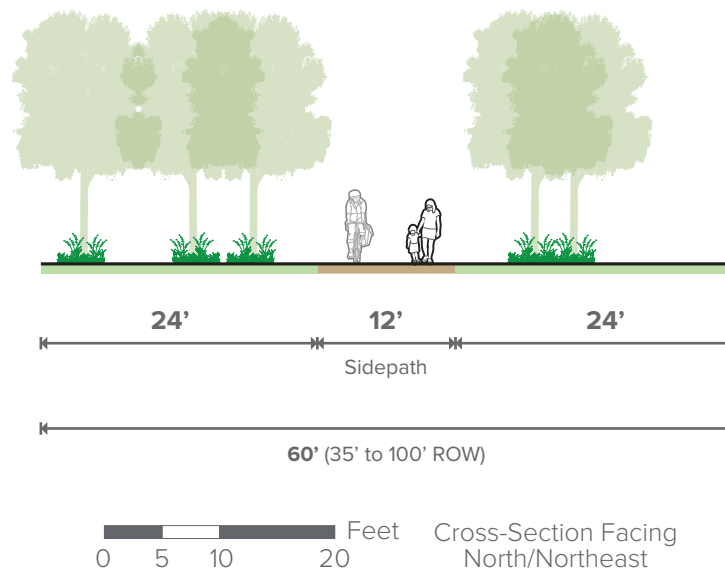 24’ 12’ 24’
Sidepath
60’ (35’ to 100’ ROW)
Feet
0 5 10 20
Cross-Section Facing
North/Northeast